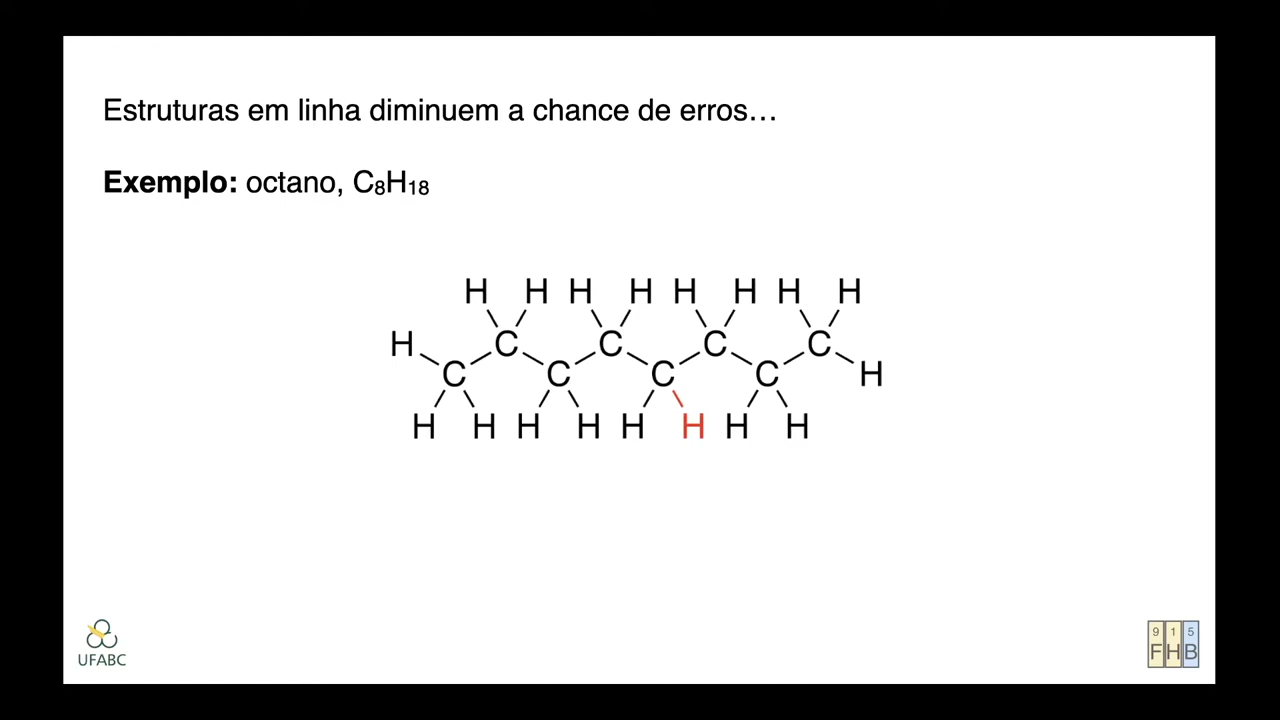 Estruturas em linha diminuem a chance de erros…
Exemplo: octano, C₈H₁₈
H H H H H H H H
H C C C C
C C C C H
H H H H H H H H
UFABC
9 1 5
F H B